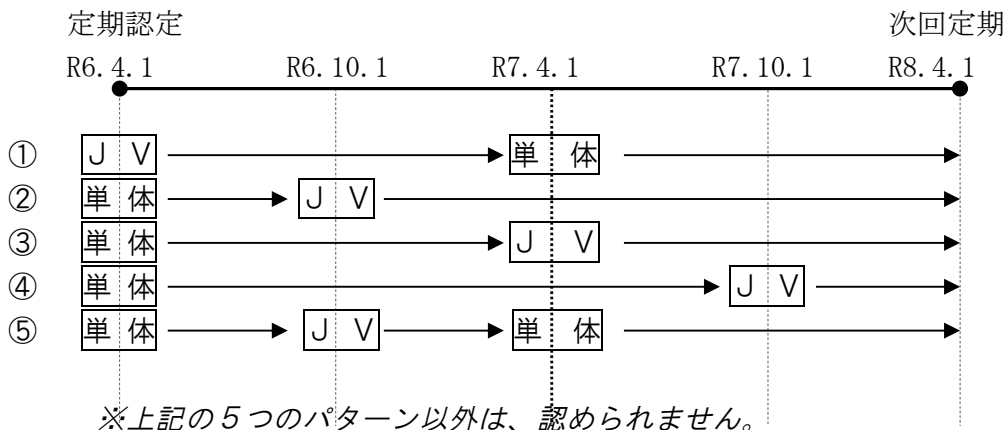 定期認定 次回定期
R6.4.1 R6.10.1 R7.4.1 R7.10.1 R8.4.1
① ＪＶ 単体
② 単体 ＪＶ
③ 単体 ＪＶ
④ 単体 ＪＶ
⑤ 単体 ＪＶ 単体
※上記の５つのパターン以外は、認められません。